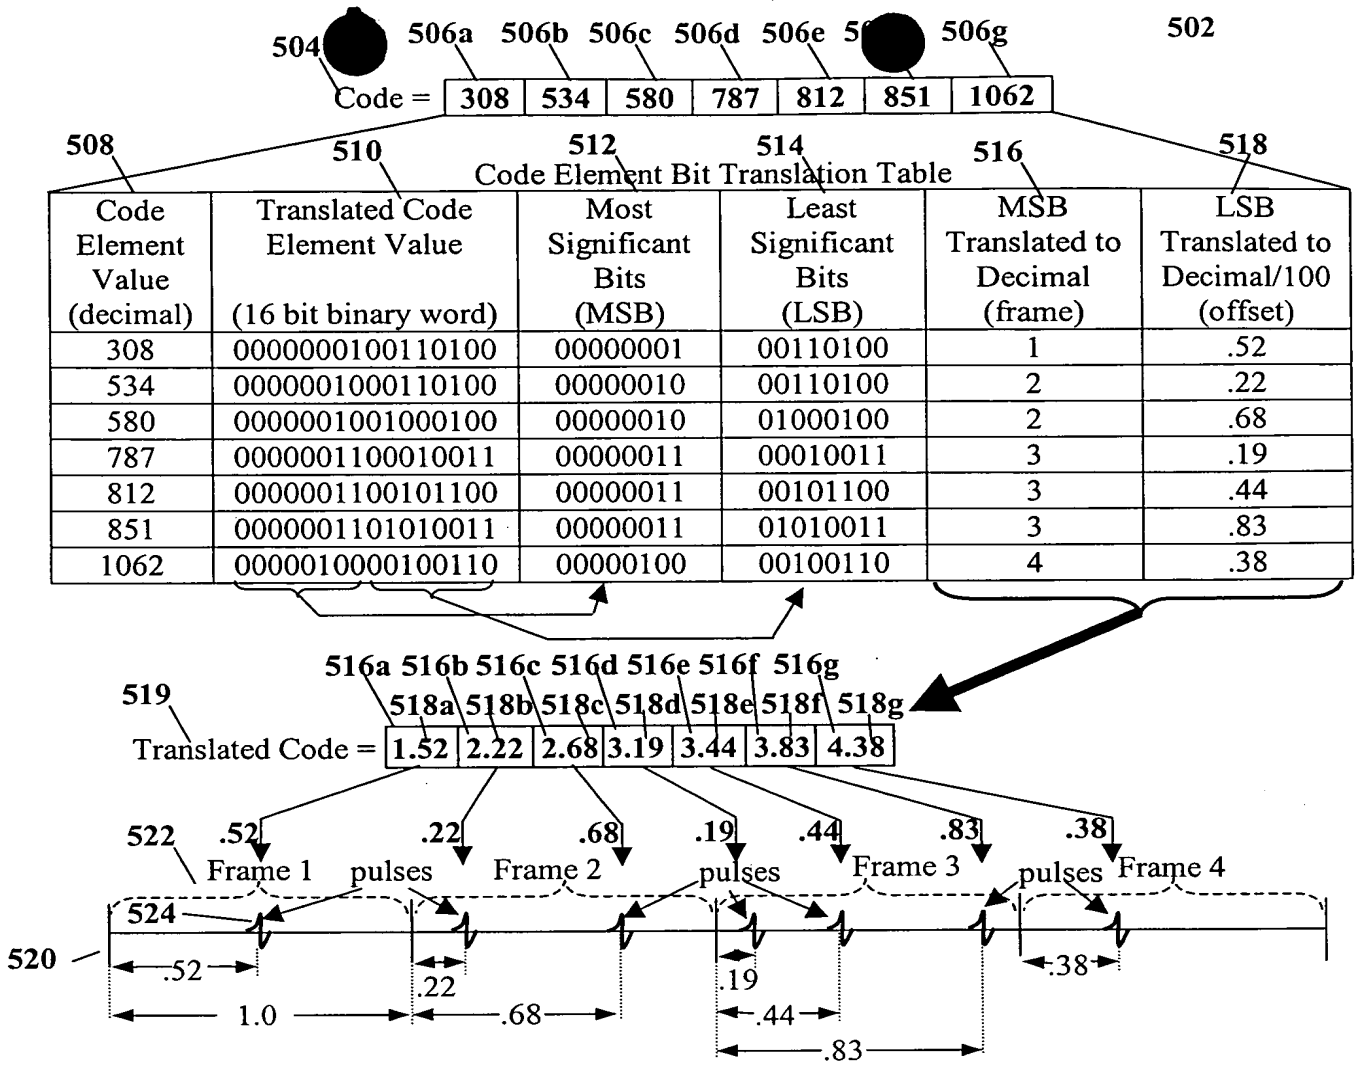 504 506a 506b 506c 506d 506e 506g 502
Code = 308 534 580 787 812 851 1062
508 510 512 514 516 518
Code Element Bit Translation Table
Code Element Value (decimal)
Translated Code Element Value (16 bit binary word)
Most Significant Bits (MSB)
Least Significant Bits (LSB)
MSB Translated to Decimal (frame)
LSB Translated to Decimal/100 (offset)
308 0000000100110100 00000001 00110100 1 .52
534 0000001000110100 00000010 00110100 2 .22
580 0000001001000100 00000010 01000100 2 .68
787 0000001100010011 00000011 00010011 3 .19
812 0000001100101100 00000011 00101100 3 .44
851 0000001101010011 00000011 01010011 3 .83
1062 0000010000100110 00000100 00100110 4 .38
516a 516b 516c 516d 516e 516f 516g
519 518a 518b 518c 518d 518e 518f 518g
Translated Code = 1.52 2.22 2.68 3.19 3.44 3.83 4.38
522 .52 .22 .68 .19 .44 .83 .38
Frame 1 pulses Frame 2 pulses Frame 3 pulses Frame 4
524
520
.52 .22 .19 .38
1.0 .68 .44
.83